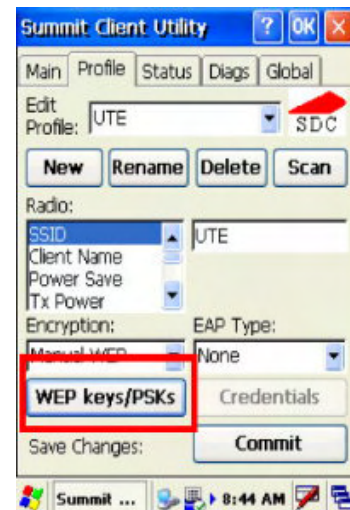 Summit Client Utility ? OK ×
Main Profile Status Diags Global
Edit
Profile: UTE
SDC
New Rename Delete Scan
Radio:
SSID UTE
Client Name
Power Save
Tx Power
Encryption: EAP Type:
Manual WEP None
WEP keys/PSKs Credentials
Save Changes: Commit
Summit ... 8:44 AM